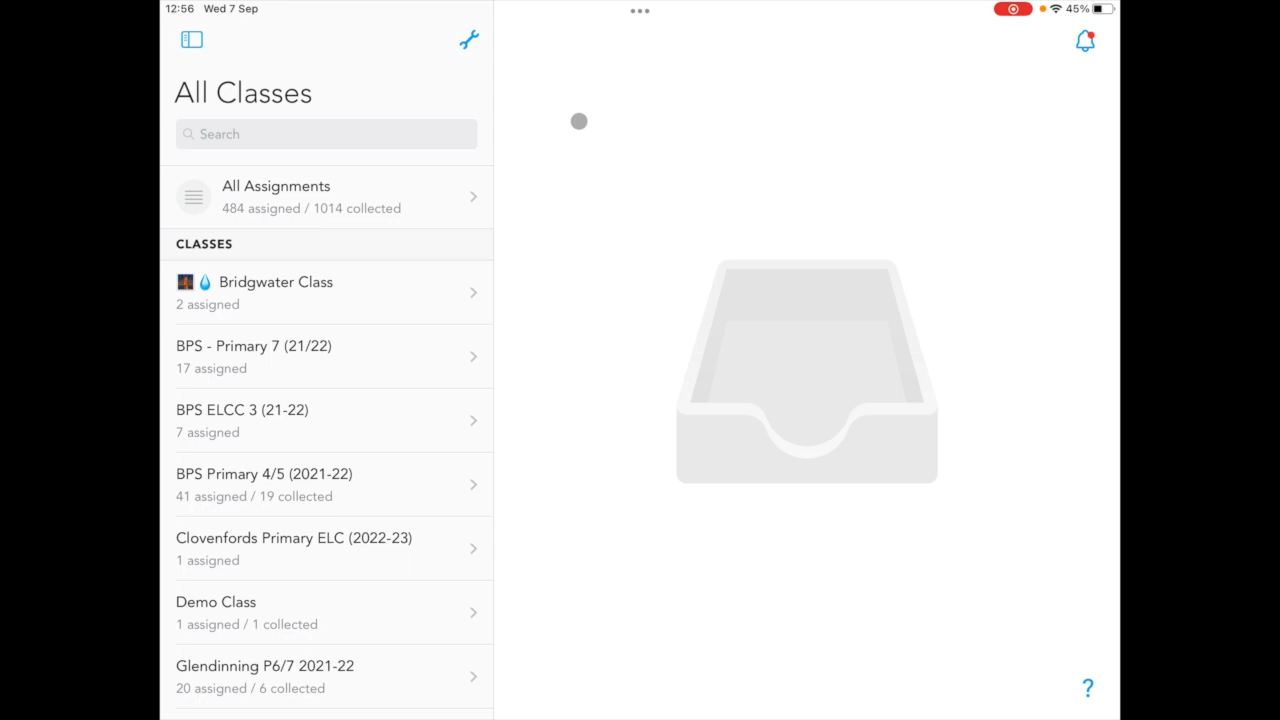 12:56 Wed 7 Sep
45%
All Classes
Search
All Assignments
484 assigned / 1014 collected
CLASSES
Bridgwater Class
2 assigned
BPS - Primary 7 (21/22)
17 assigned
BPS ELCC 3 (21-22)
7 assigned
BPS Primary 4/5 (2021-22)
41 assigned / 19 collected
Clovenfords Primary ELC (2022-23)
1 assigned
Demo Class
1 assigned / 1 collected
Glendinning P6/7 2021-22
20 assigned / 6 collected
?